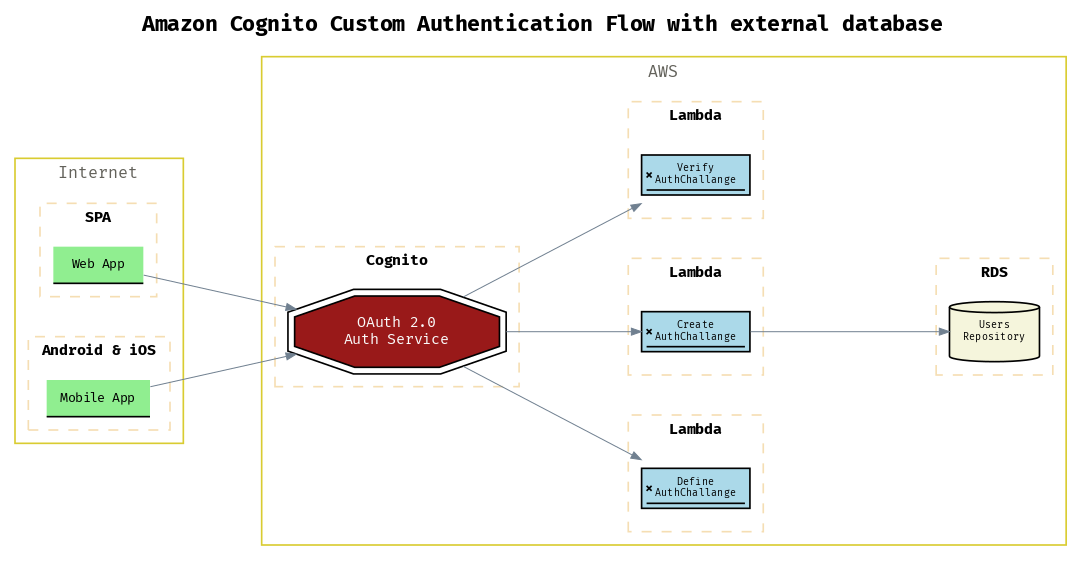 Amazon Cognito Custom Authentication Flow with external database
AWS
Internet
SPA
Web App
Android & iOS
Mobile App
Cognito
OAuth 2.0
Auth Service
Lambda
Verify
AuthChallange
Lambda
Create
AuthChallange
Lambda
Define
AuthChallange
RDS
Users
Repository